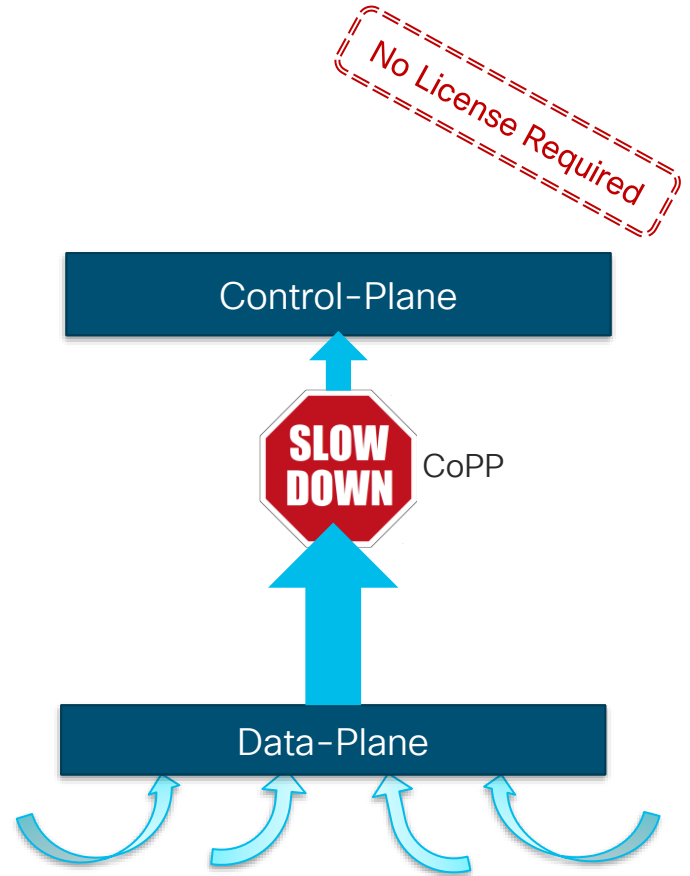 No License Required
Control-Plane
SLOW
DOWN
CoPP
Data-Plane